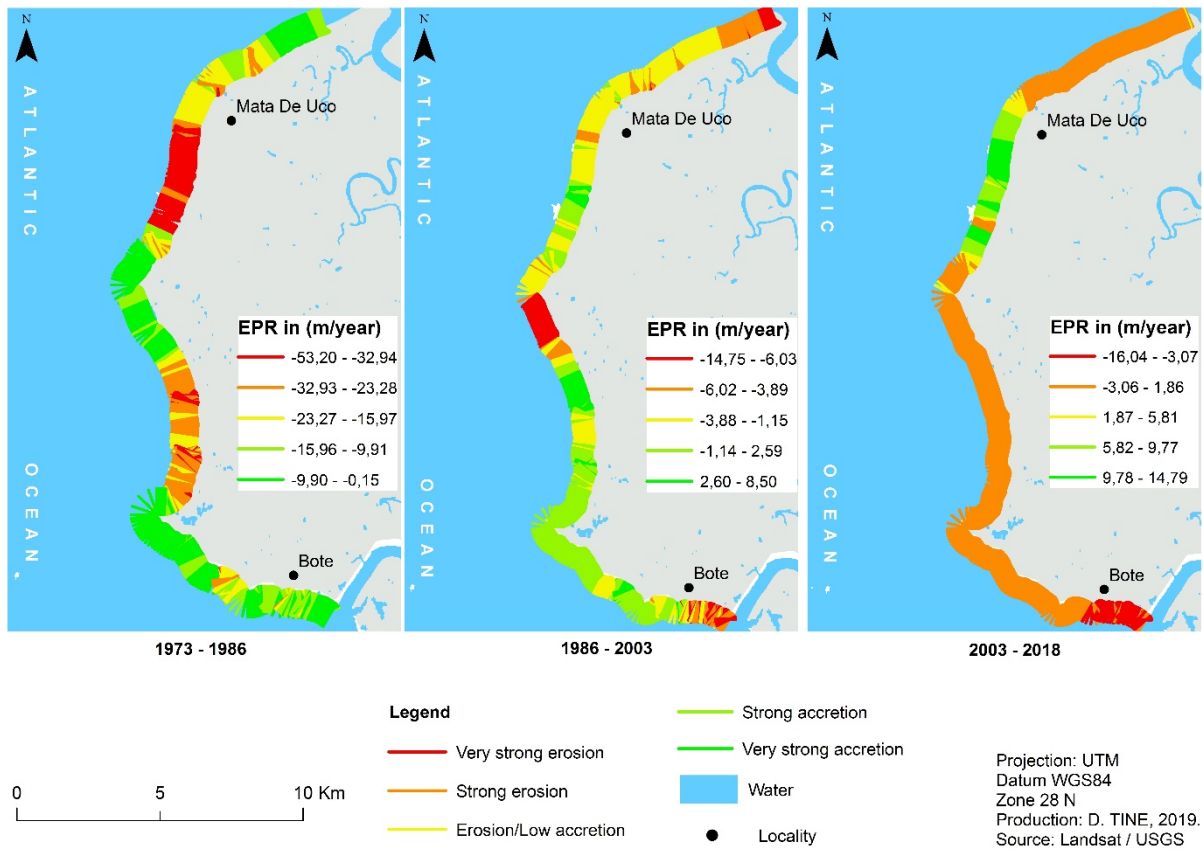 N
N
N
ATLANTIC
OCEAN
Mata De Uco
EPR in (m/year)
-53,20 - -32,94
-32,93 - -23,28
-23,27 - -15,97
-15,96 - -9,91
-9,90 - -0,15
Bote
1973 - 1986
ATLANTIC
OCEAN
Mata De Uco
EPR in (m/year)
-14,75 - -6,03
-6,02 - -3,89
-3,88 - -1,15
-1,14 - 2,59
2,60 - 8,50
Bote
1986 - 2003
ATLANTIC
OCEAN
Mata De Uco
EPR in (m/year)
-16,04 - -3,07
-3,06 - 1,86
1,87 - 5,81
5,82 - 9,77
9,78 - 14,79
Bote
2003 - 2018
0 5 10 Km
Legend
Very strong erosion
Strong erosion
Erosion/Low accretion
Strong accretion
Very strong accretion
Water
Locality
Projection: UTM
Datum WGS84
Zone 28 N
Production: D. TINE, 2019.
Source: Landsat / USGS